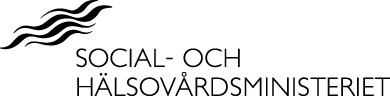 SOCIAL- OCH
HÄLSOVÅRDSMINISTERIET